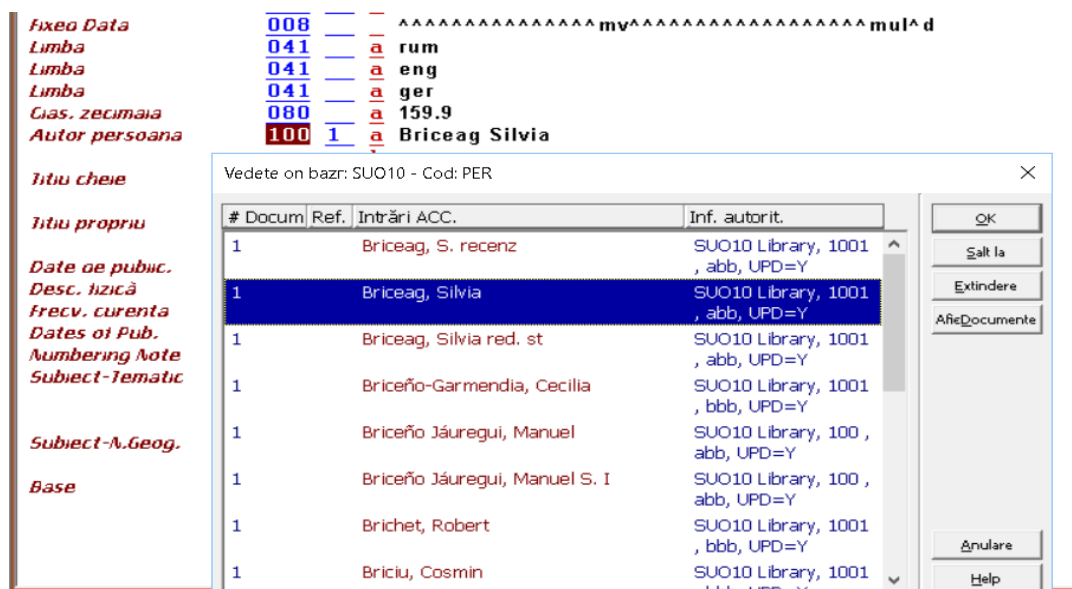 Fixed Data 008 ^^^^^^^^^^^^^^^mv^^^^^^^^^^^^^^^^^^mul^d
Limba 041 a rum
Limba 041 a eng
Limba 041 a ger
Clas. zecimala 080 a 159.9
Autor persoana 100 1 a Briceag Silvia
Titlu cheie
Titlu propriu
Date de public.
Desc. fizică
Frecv. curenta
Dates of Pub.
Numbering Note
Subiect-Tematic
Subiect-N.Geog.
Base
Vedete on bazr: SUO10 - Cod: PER
# Docum Ref. Intrări ACC. Inf. autorit.
1 Briceag, S. recenz SUO10 Library, 1001
, abb, UPD=Y
1 Briceag, Silvia SUO10 Library, 1001
, abb, UPD=Y
1 Briceag, Silvia red. st SUO10 Library, 1001
, abb, UPD=Y
1 Briceño-Garmendia, Cecilia SUO10 Library, 1001
, bbb, UPD=Y
1 Briceño Jáuregui, Manuel SUO10 Library, 100 ,
abb, UPD=Y
1 Briceño Jáuregui, Manuel S. I SUO10 Library, 100 ,
abb, UPD=Y
1 Brichet, Robert SUO10 Library, 1001
, bbb, UPD=Y
1 Briciu, Cosmin SUO10 Library, 1001
OK
Salt la
Extindere
AfişDocumente
Anulare
Help